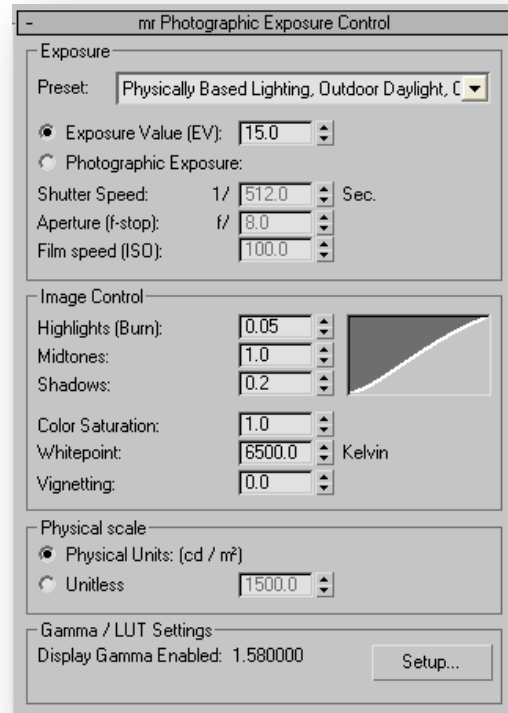 - mr Photographic Exposure Control
Exposure
Preset: Physically Based Lighting, Outdoor Daylight, C
Exposure Value (EV): 15.0
Photographic Exposure:
Shutter Speed: 1/ 512.0 Sec.
Aperture (f-stop): f/ 8.0
Film speed (ISO): 100.0
Image Control
Highlights (Burn): 0.05
Midtones: 1.0
Shadows: 0.2
Color Saturation: 1.0
Whitepoint: 6500.0 Kelvin
Vignetting: 0.0
Physical scale
Physical Units: (cd / m²)
Unitless 1500.0
Gamma / LUT Settings
Display Gamma Enabled: 1.580000
Setup...